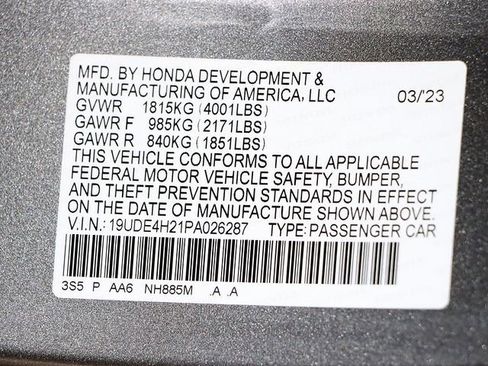 MFD. BY HONDA DEVELOPMENT &
MANUFACTURING OF AMERICA, LLC 03/'23
GVWR 1815KG (4001LBS)
GAWR F 985KG (2171LBS)
GAWR R 840KG (1851LBS)
THIS VEHICLE CONFORMS TO ALL APPLICABLE
FEDERAL MOTOR VEHICLE SAFETY, BUMPER,
AND THEFT PREVENTION STANDARDS IN EFFECT
ON THE DATE OF MANUFACTURE SHOWN ABOVE.
V.I.N.: 19UDE4H21PA026287 TYPE: PASSENGER CAR
3S5 P AA6 NH885M .A .A